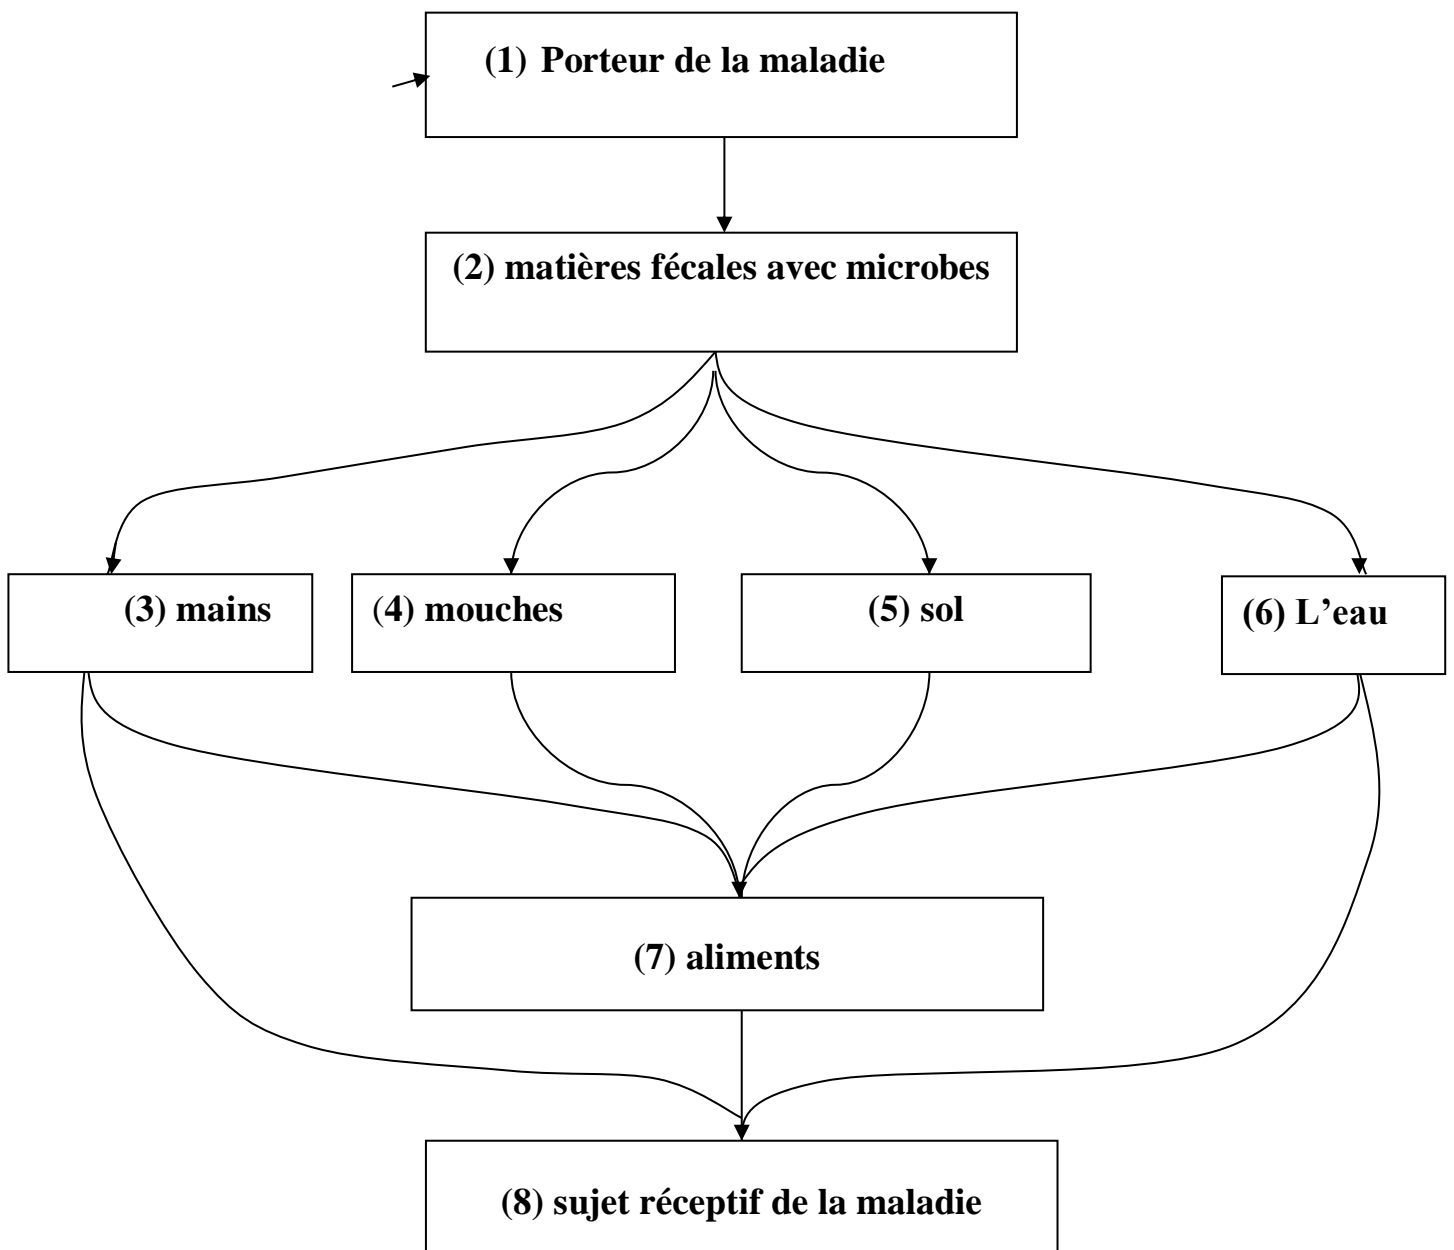 (1) Porteur de la maladie
(2) matières fécales avec microbes
(3) mains
(4) mouches
(5) sol
(6) L’eau
(7) aliments
(8) sujet réceptif de la maladie